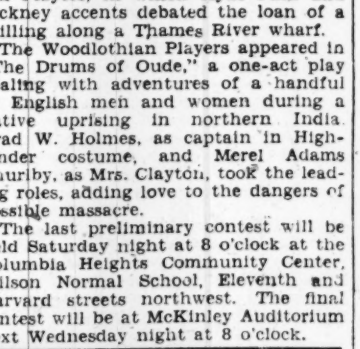 ckney accents debated the loan of a
illing along a Thames River wharf.
The Woodlothian Players appeared in
he Drums of Oude," a one-act play
aling with adventures of a handful
English men and women during a
tive uprising in northern India.
ad W. Holmes, as captain in High-
nder costume, and Merel Adams
hurlby, as Mrs. Clayton, took the lead-
g roles, adding love to the dangers of
ssible massacre.
The last preliminary contest will be
ld Saturday night at 8 o'clock at the
olumbia Heights Community Center,
ilson Normal School, Eleventh and
arvard streets northwest. The final
ntest will be at McKinley Auditorium
xt Wednesday night at 8 o'clock.